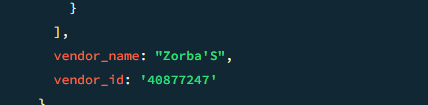 }
],
vendor_name: "Zorba'S",
vendor_id: '40877247'
}